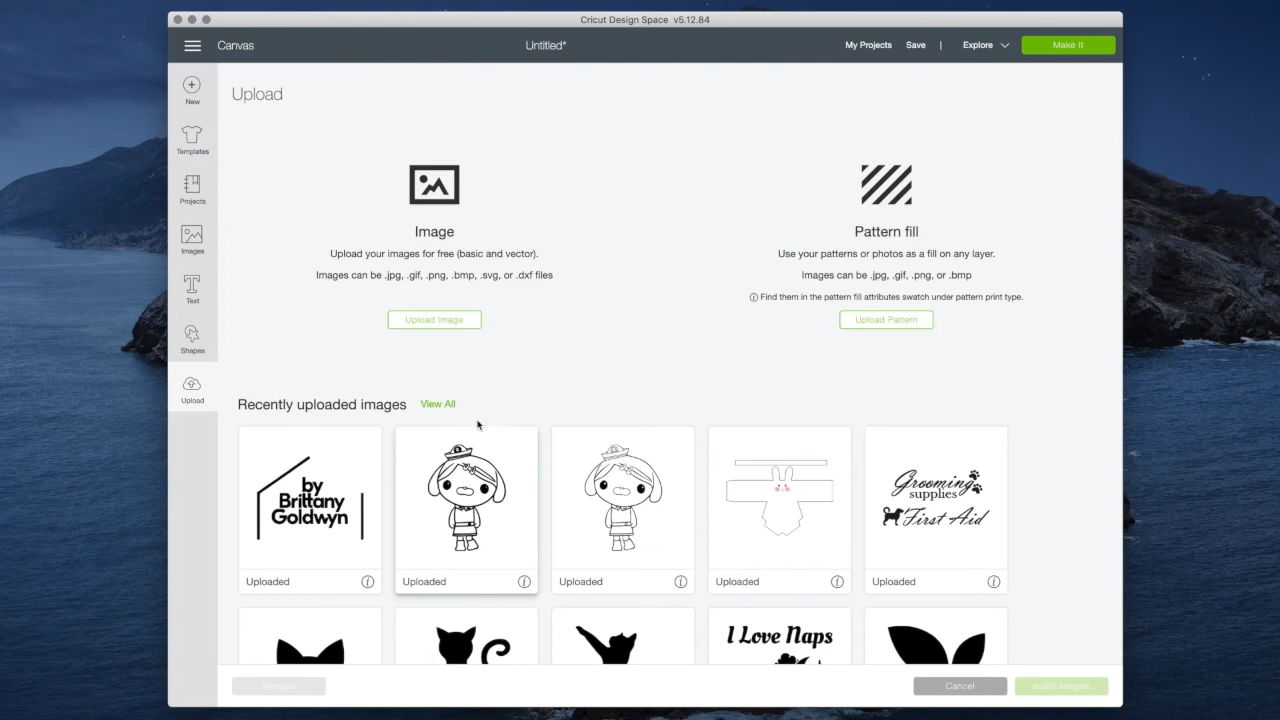 Cricut Design Space v5.12.84
Canvas
Untitled*
My Projects
Save
|
Explore
Make It
New
Templates
Projects
Images
Text
Shapes
Upload
Upload
Image
Upload your images for free (basic and vector).
Images can be .jpg, .gif, .png, .bmp, .svg, or .dxf files
Upload Image
Pattern fill
Use your patterns or photos as a fill on any layer.
Images can be .jpg, .gif, .png, or .bmp
Find them in the pattern fill attributes swatch under pattern print type.
Upload Pattern
Recently uploaded images
View All
by
Brittany
Goldwyn
Grooming
supplies
First Aid
Uploaded
Uploaded
Uploaded
Uploaded
Uploaded
I Love Naps
Cancel
Insert Images